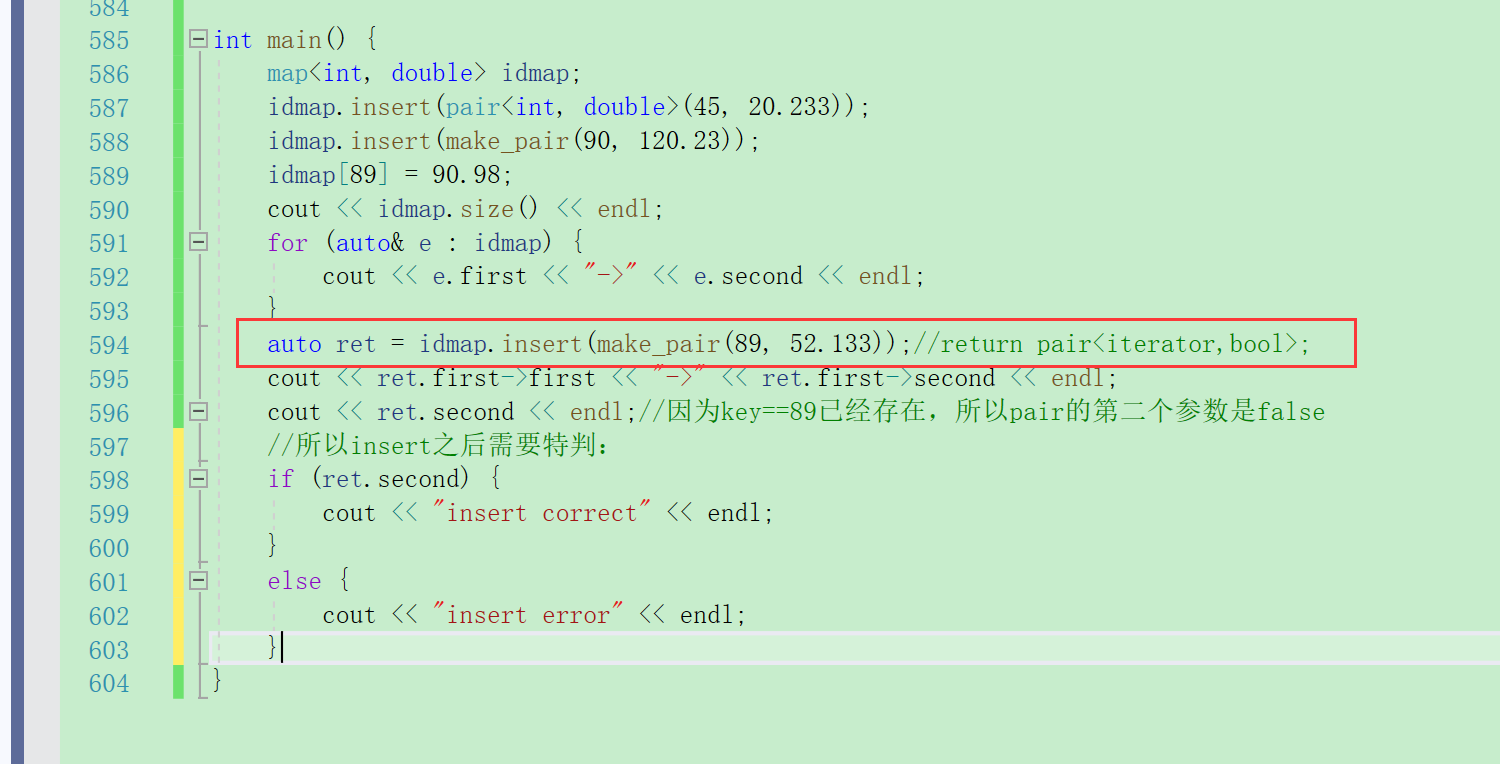 584
585 int main() {
586 map<int, double> idmap;
587 idmap.insert(pair<int, double>(45, 20.233));
588 idmap.insert(make_pair(90, 120.23));
589 idmap[89] = 90.98;
590 cout << idmap.size() << endl;
591 for (auto& e : idmap) {
592 cout << e.first << "->" << e.second << endl;
593 }
594 auto ret = idmap.insert(make_pair(89, 52.133));//return pair<iterator,bool>;
595 cout << ret.first->first << "->" << ret.first->second << endl;
596 cout << ret.second << endl;//因为key==89已经存在，所以pair的第二个参数是false
597 //所以insert之后需要特判：
598 if (ret.second) {
599 cout << "insert correct" << endl;
600 }
601 else {
602 cout << "insert error" << endl;
603 }
604 }